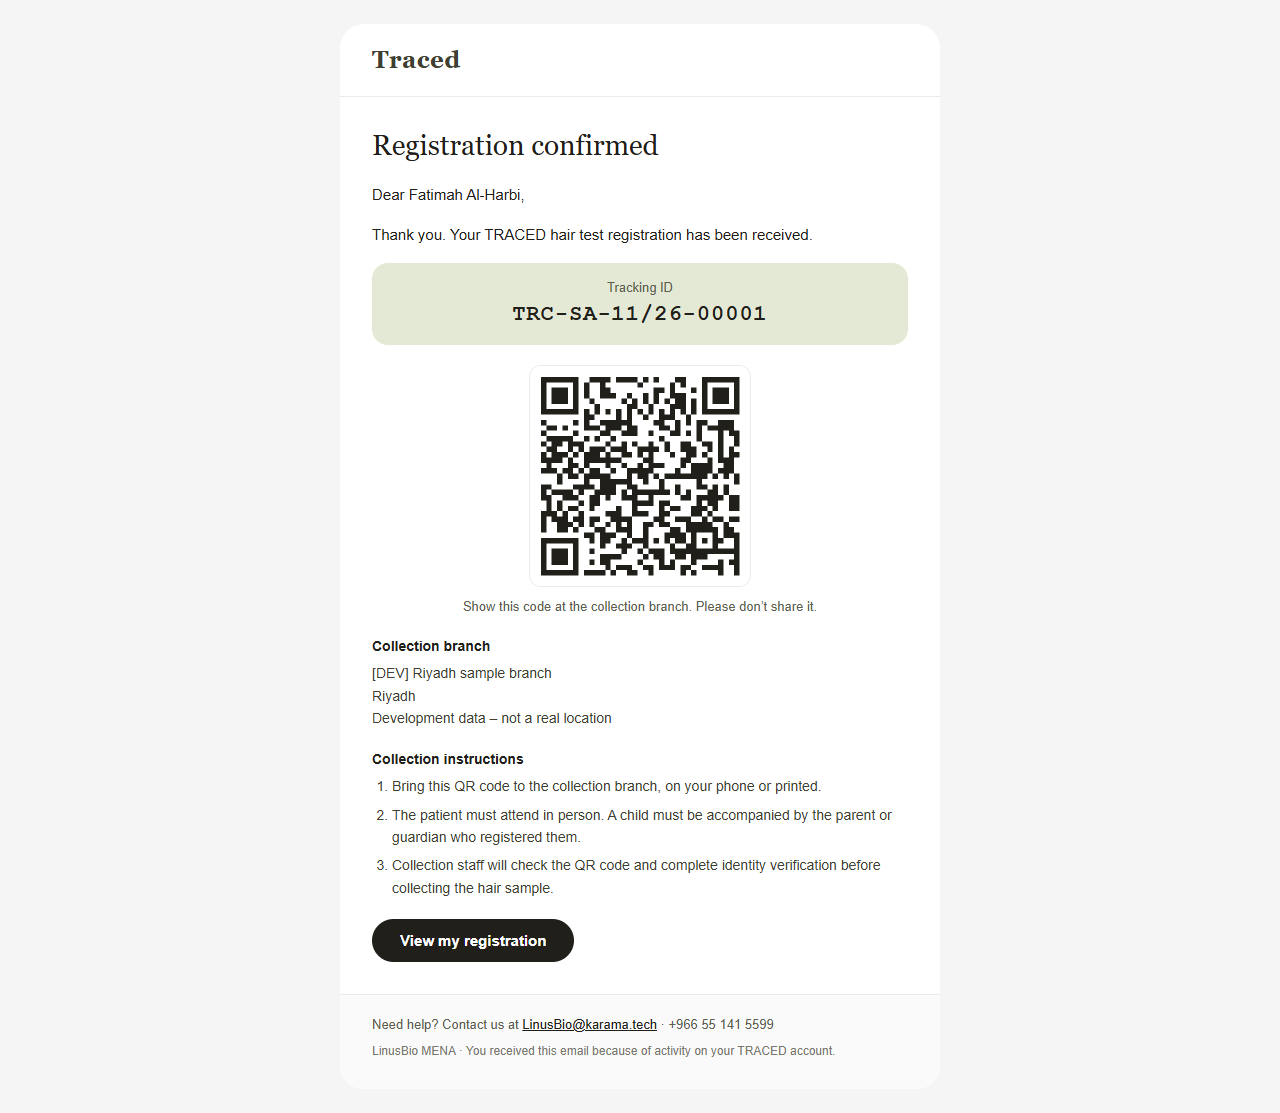 Traced
Registration confirmed
Dear Fatimah Al-Harbi,
Thank you. Your TRACED hair test registration has been received.
Tracking ID
TRC-SA-11/26-00001
Show this code at the collection branch. Please don’t share it.
Collection branch
[DEV] Riyadh sample branch
Riyadh
Development data – not a real location
Collection instructions
1. Bring this QR code to the collection branch, on your phone or printed.
2. The patient must attend in person. A child must be accompanied by the parent or
guardian who registered them.
3. Collection staff will check the QR code and complete identity verification before
collecting the hair sample.
View my registration
Need help? Contact us at LinusBio@karama.tech · +966 55 141 5599
LinusBio MENA · You received this email because of activity on your TRACED account.